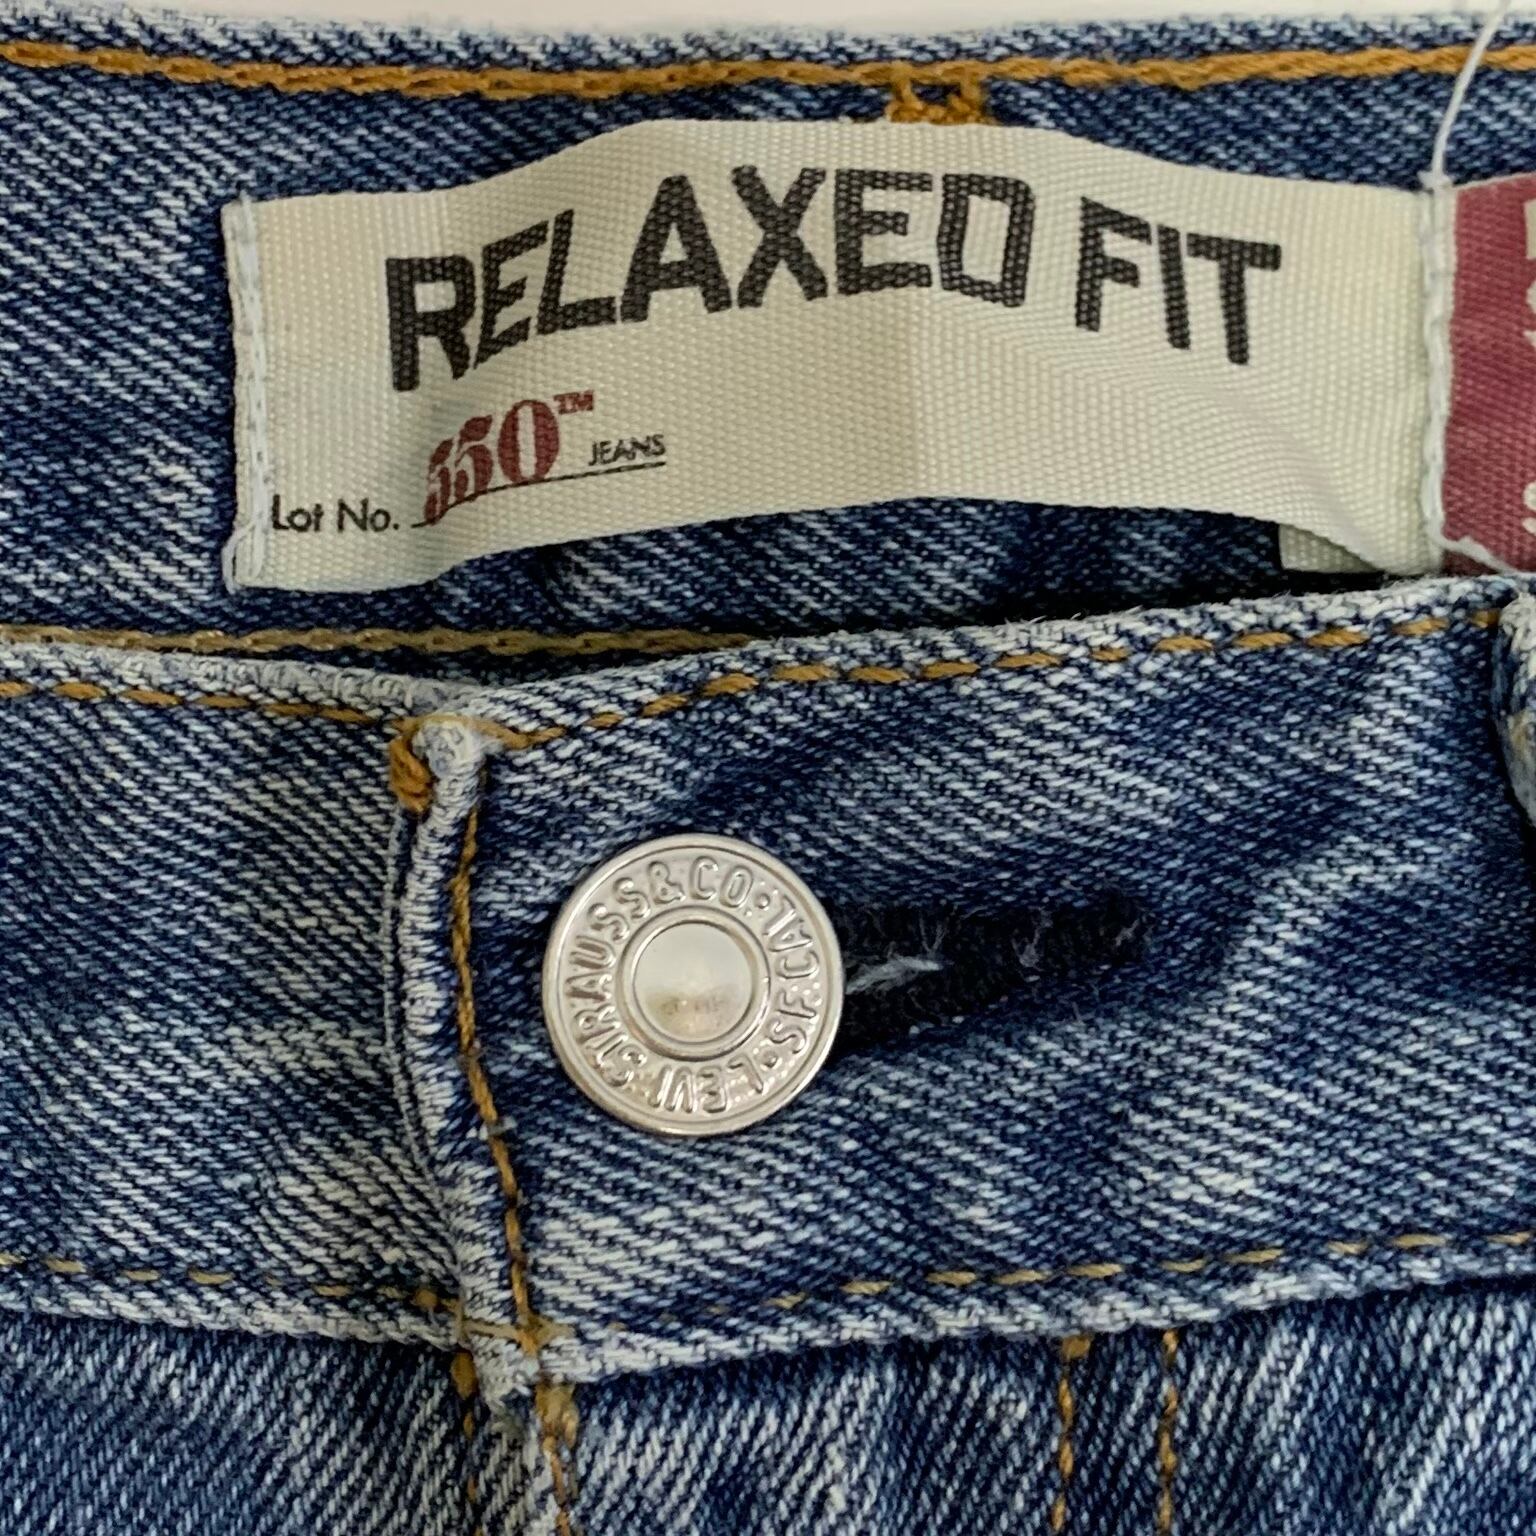 RELAXED FIT
Lot No. 550™ JEANS
LEVI STRAUSS & CO. S.F. CAL.